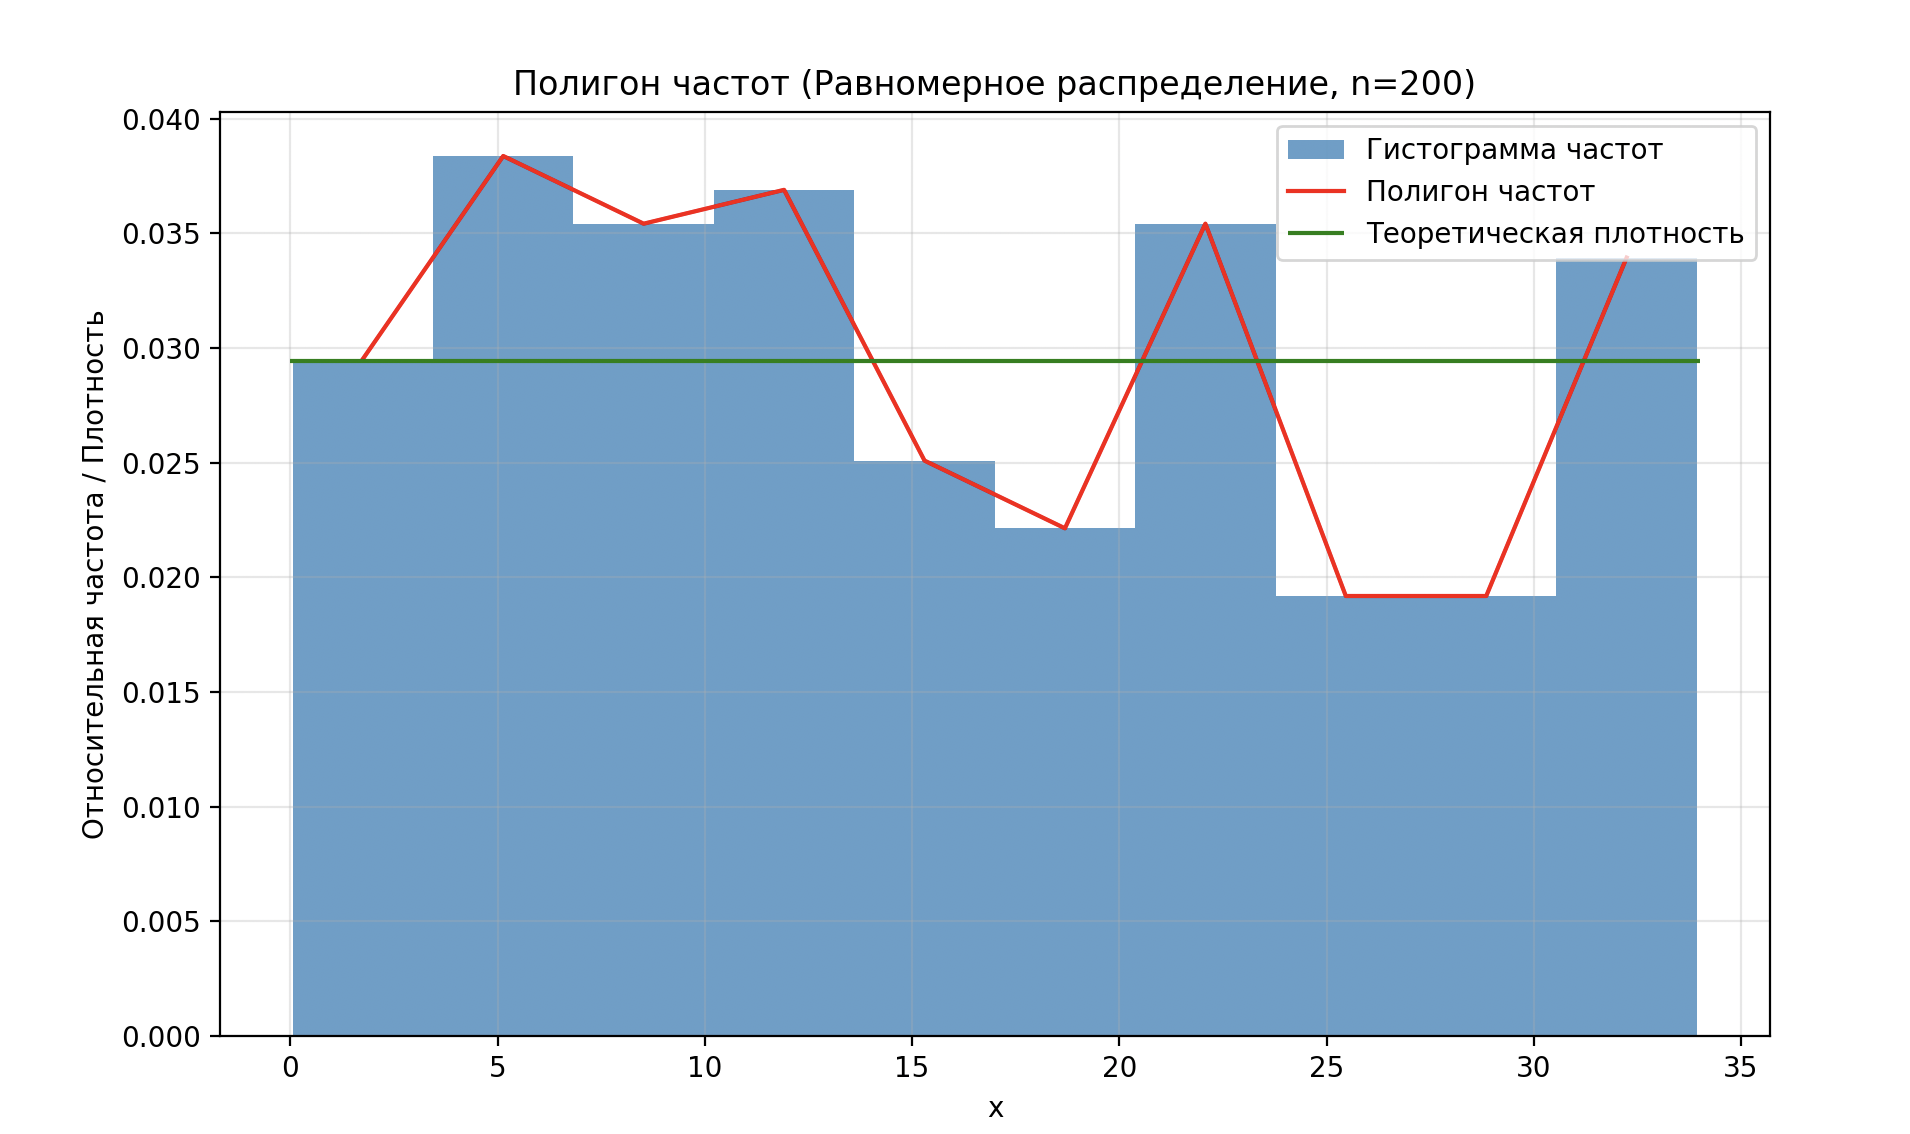 Полигон частот (Равномерное распределение, n=200)
Гистограмма частот
Полигон частот
Теоретическая плотность
Относительная частота / Плотность
0.040
0.035
0.030
0.025
0.020
0.015
0.010
0.005
0.000
0 5 10 15 20 25 30 35
x